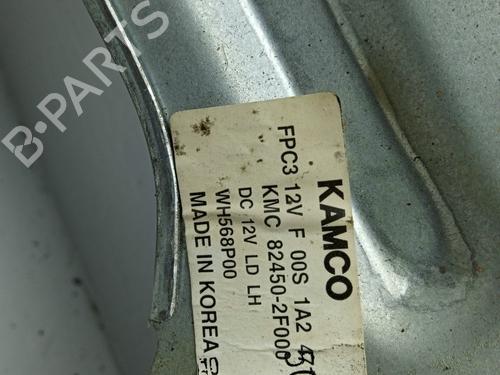 B-PARTS
KAMCO
FPC3 12V F 00S 1A2
KMC 82450-2F000
DC 12V LD LH
WH568P00
MADE IN KOREA